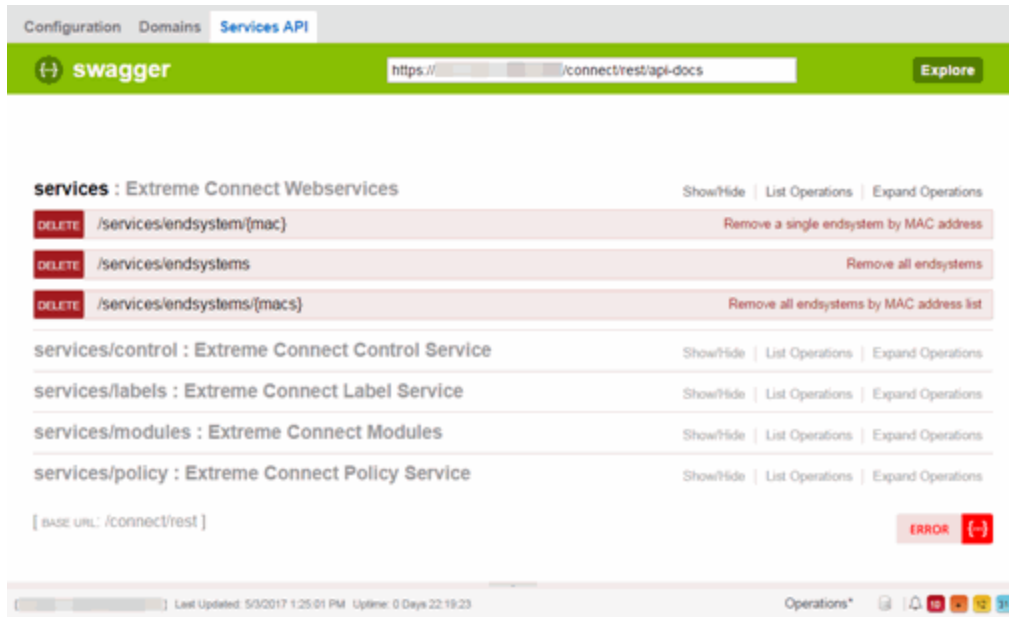 Configuration Domains Services API
{···} swagger https:// /connect/rest/api-docs Explore
services : Extreme Connect Webservices Show/Hide | List Operations | Expand Operations
DELETE /services/endsystem/{mac} Remove a single endsystem by MAC address
DELETE /services/endsystems Remove all endsystems
DELETE /services/endsystems/{macs} Remove all endsystems by MAC address list
services/control : Extreme Connect Control Service Show/Hide | List Operations | Expand Operations
services/labels : Extreme Connect Label Service Show/Hide | List Operations | Expand Operations
services/modules : Extreme Connect Modules Show/Hide | List Operations | Expand Operations
services/policy : Extreme Connect Policy Service Show/Hide | List Operations | Expand Operations
[ BASE URL: /connect/rest ] ERROR {···}
[ ] Last Updated: 5/3/2017 1:25:01 PM Uptime: 0 Days 22:19:23 Operations* 10 12 31